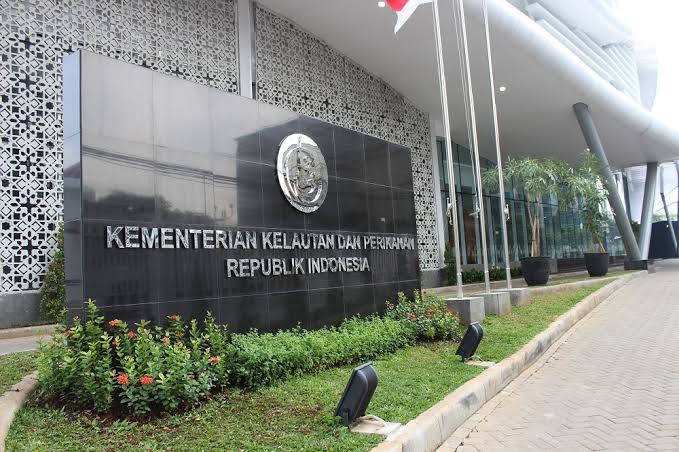 KEMENTERIAN KELAUTAN DAN PERIKANAN
REPUBLIK INDONESIA